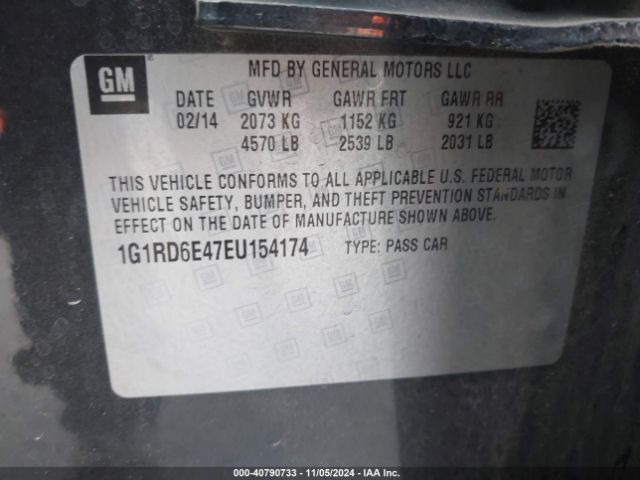 GM
MFD BY GENERAL MOTORS LLC
DATE GVWR GAWR FRT GAWR RR
02/14 2073 KG 1152 KG 921 KG
4570 LB 2539 LB 2031 LB
THIS VEHICLE CONFORMS TO ALL APPLICABLE U.S. FEDERAL MOTOR
VEHICLE SAFETY, BUMPER, AND THEFT PREVENTION STANDARDS IN
EFFECT ON THE DATE OF MANUFACTURE SHOWN ABOVE.
1G1RD6E47EU154174 TYPE: PASS CAR
000-40790733 - 11/05/2024 - IAA Inc.